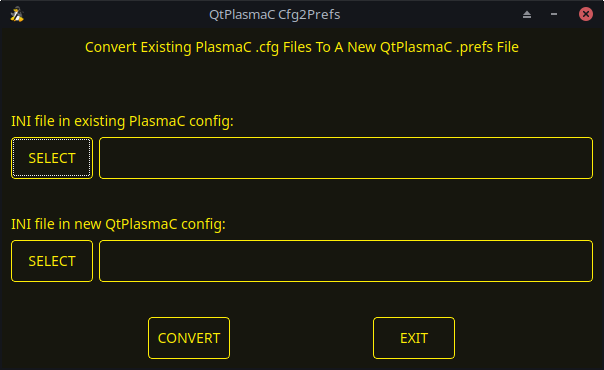 QtPlasmaC Cfg2Prefs
Convert Existing PlasmaC .cfg Files To A New QtPlasmaC .prefs File
INI file in existing PlasmaC config:
SELECT
INI file in new QtPlasmaC config:
SELECT
CONVERT EXIT